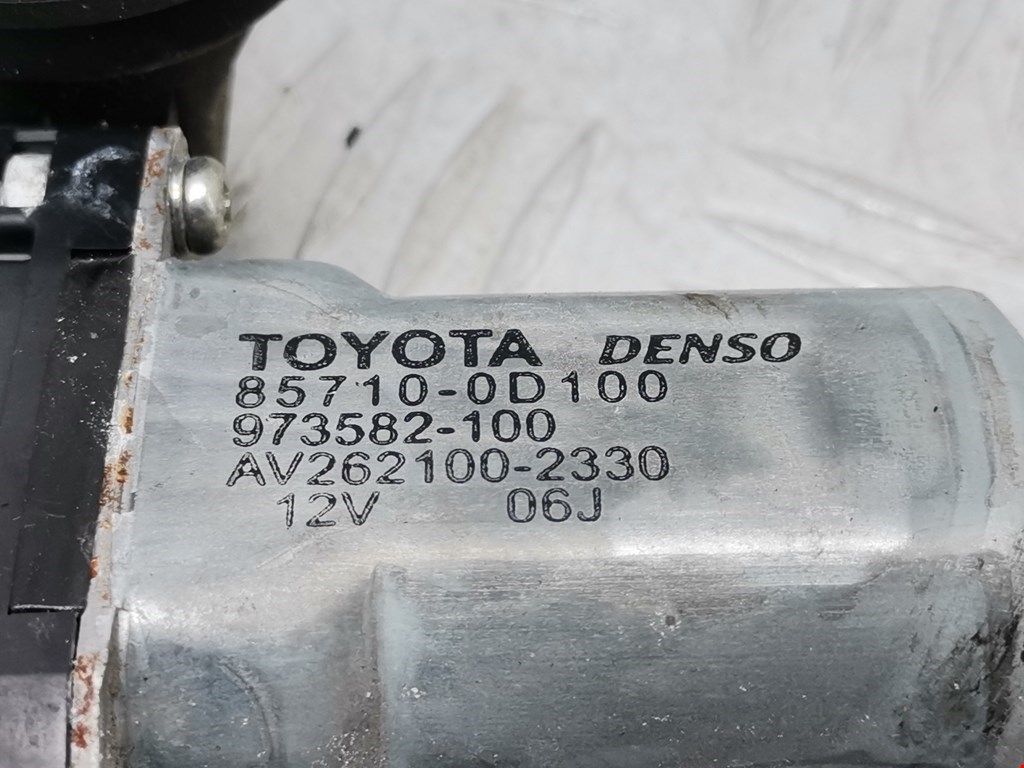 TOYOTA DENSO
85710-0D100
973582-100
AV262100-2330
12V 06J